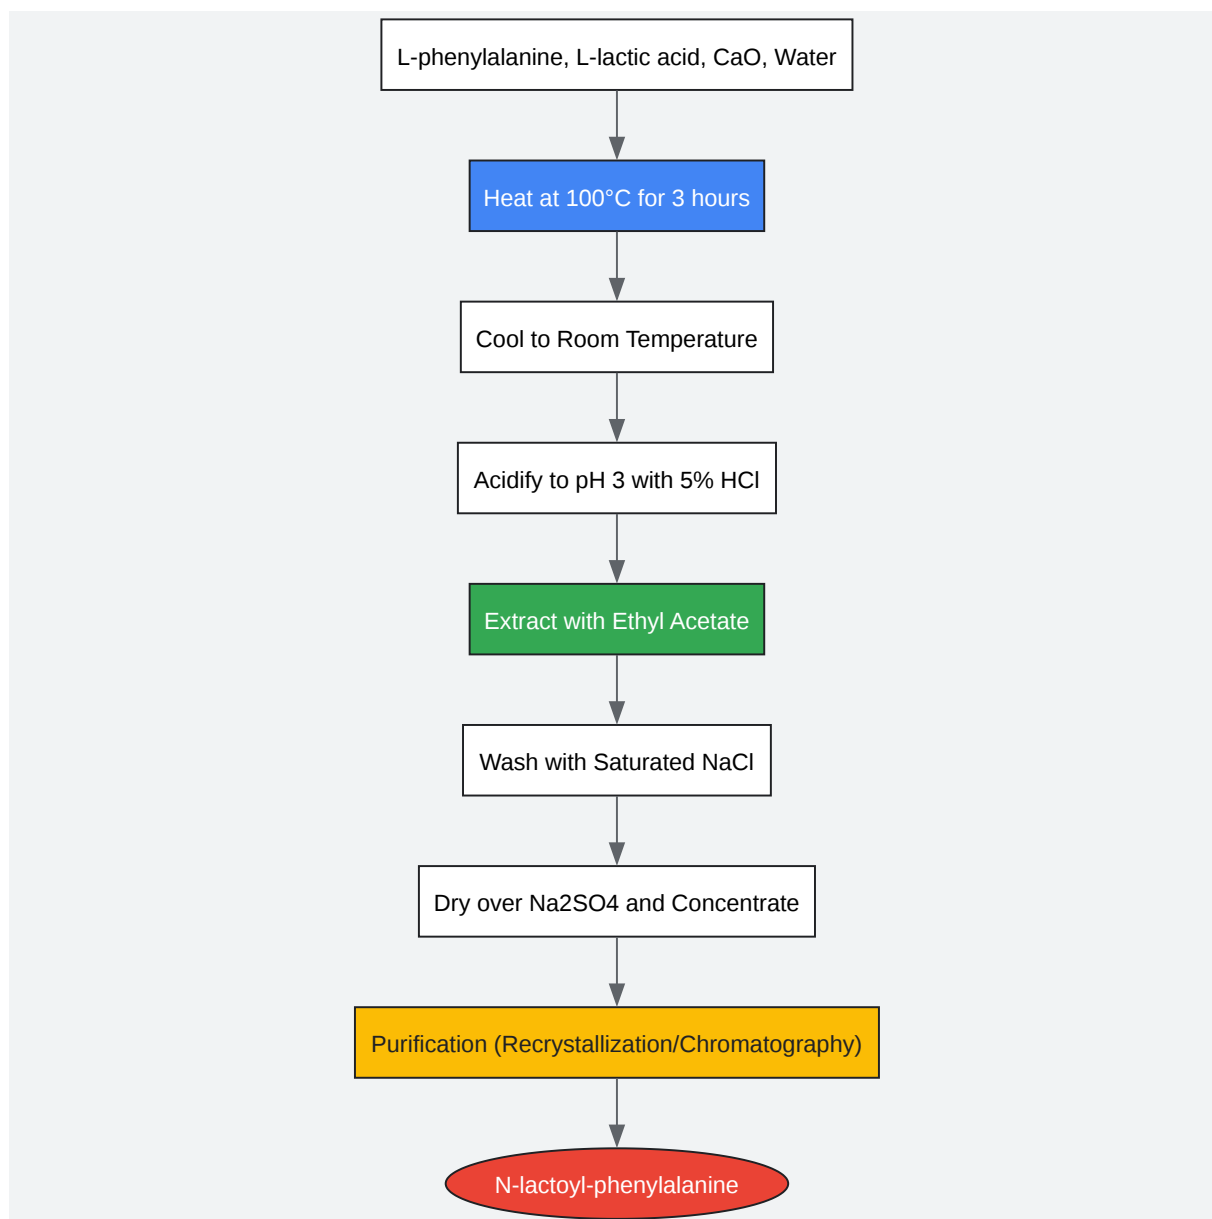 L-phenylalanine, L-lactic acid, CaO, Water
Heat at 100°C for 3 hours
Cool to Room Temperature
Acidify to pH 3 with 5% HCl
Extract with Ethyl Acetate
Wash with Saturated NaCl
Dry over Na2SO4 and Concentrate
Purification (Recrystallization/Chromatography)
N-lactoyl-phenylalanine